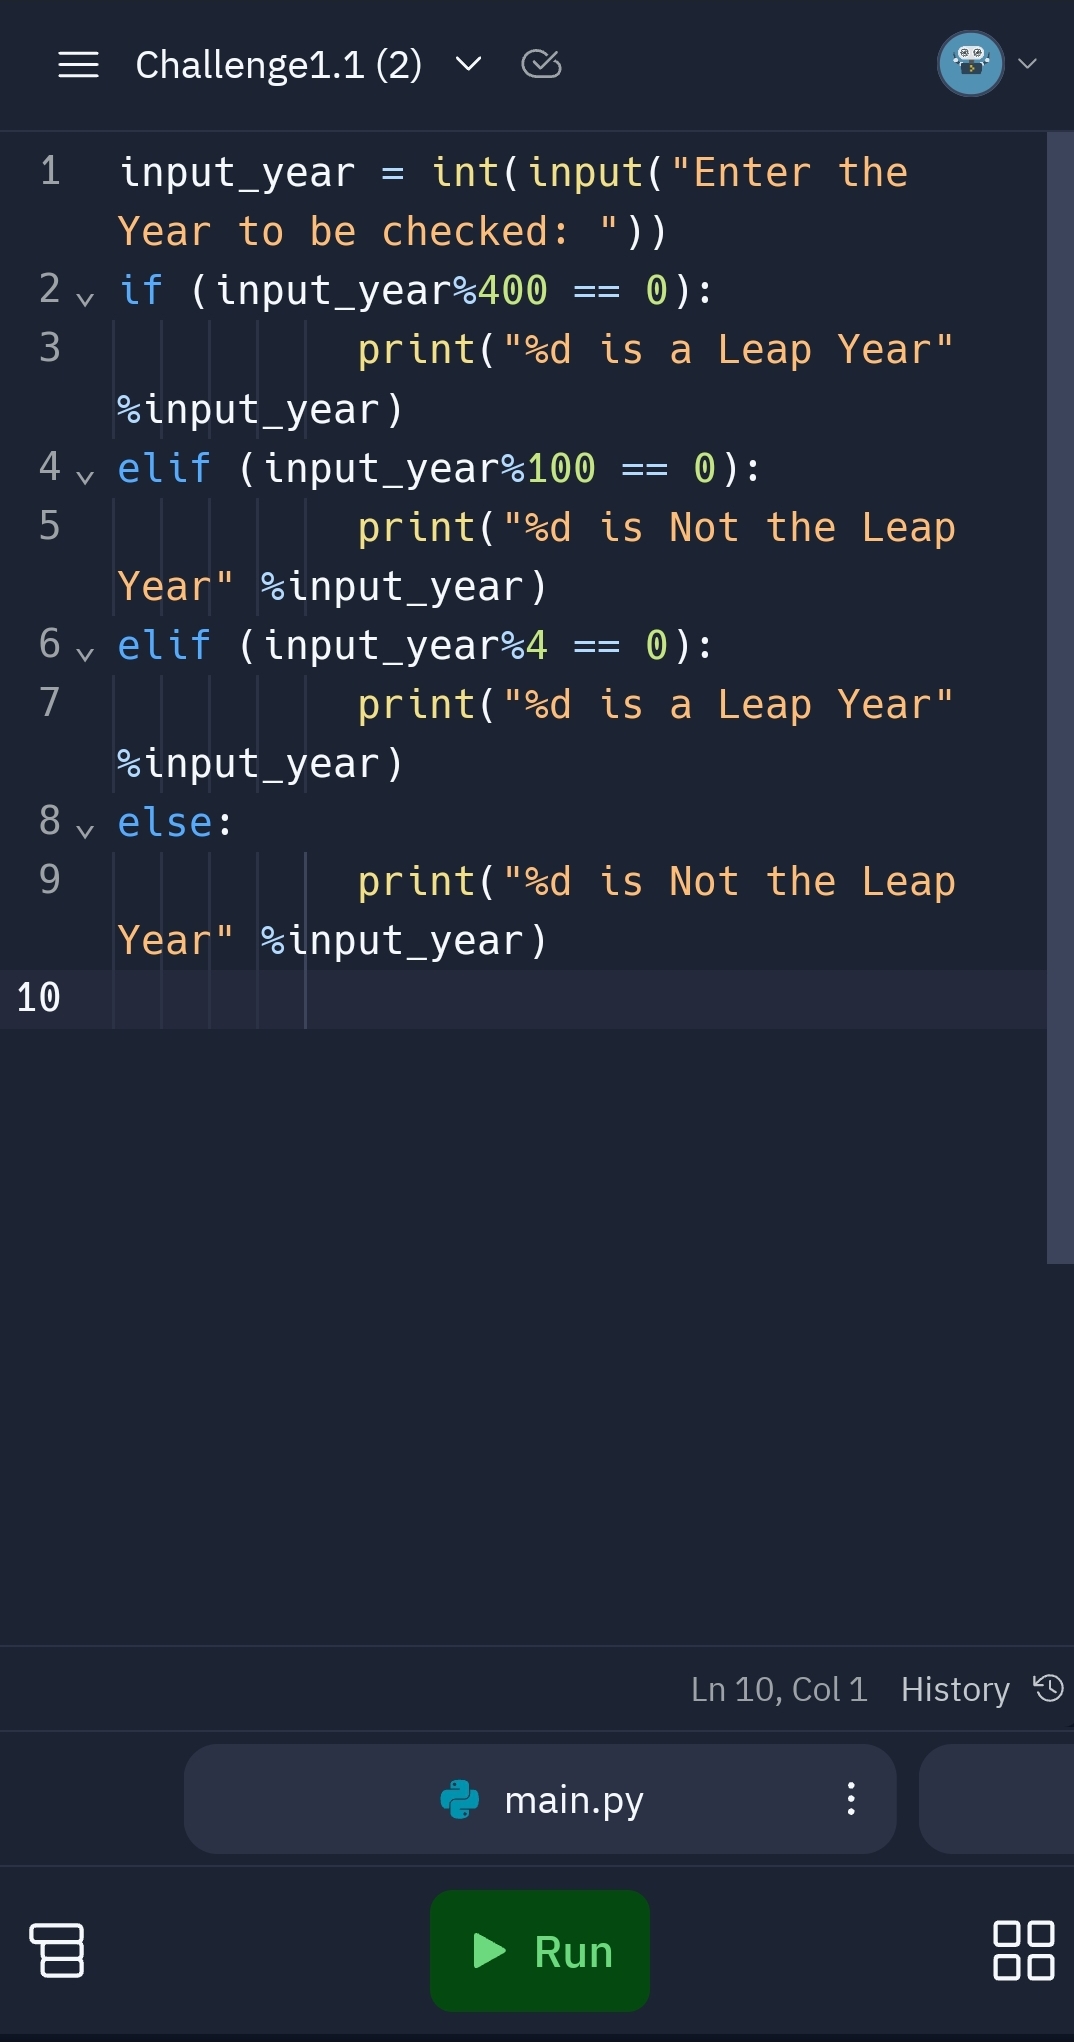 Challenge1.1 (2)
1 input_year = int(input("Enter the
Year to be checked: "))
2 if (input_year%400 == 0):
3 print("%d is a Leap Year"
%input_year)
4 elif (input_year%100 == 0):
5 print("%d is Not the Leap
Year" %input_year)
6 elif (input_year%4 == 0):
7 print("%d is a Leap Year"
%input_year)
8 else:
9 print("%d is Not the Leap
Year" %input_year)
10
Ln 10, Col 1 History
main.py
Run